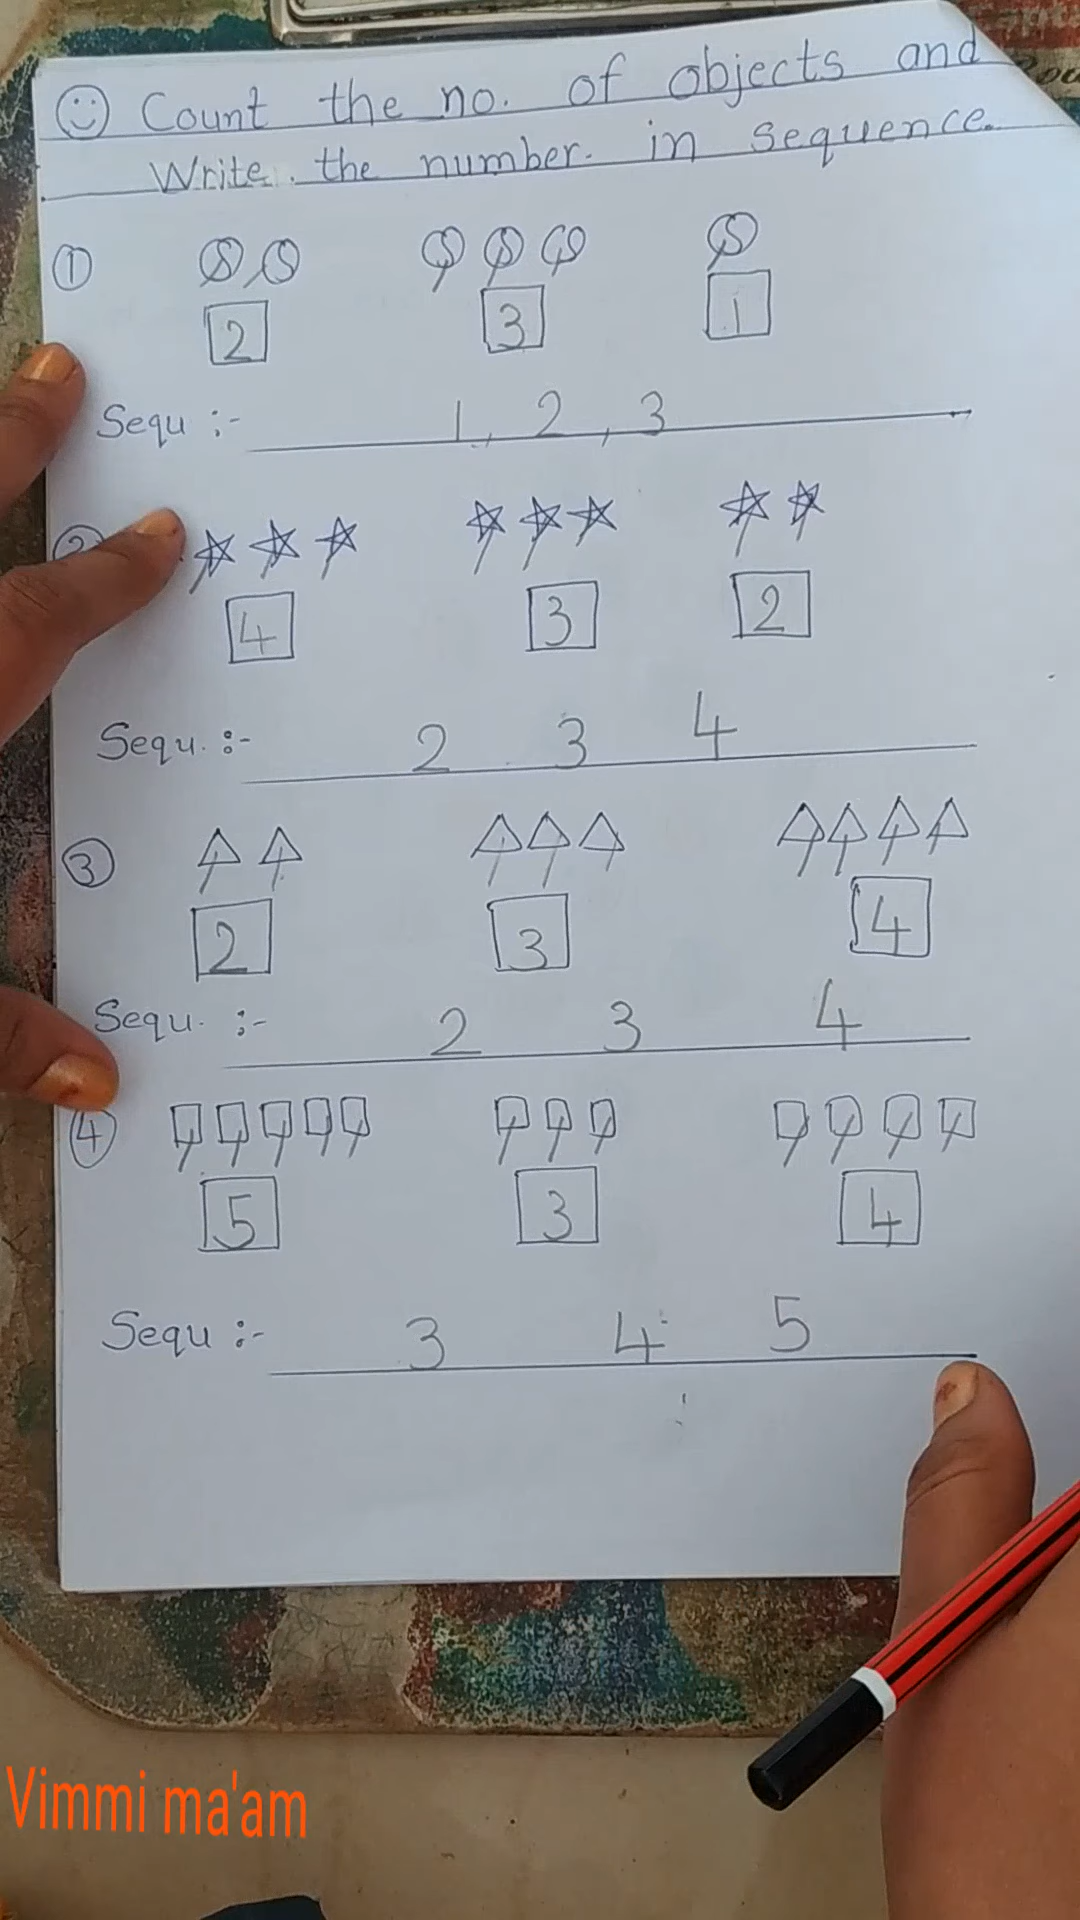 Count the no. of objects and
Write. the number. in sequence.
1
2 3 1
Sequ :- 1, 2, 3
2
4 3 2
Sequ. :- 2 3 4
3
2 3 4
Sequ. :- 2 3 4
4
5 3 4
Sequ :- 3 4 5
Vimmi ma'am